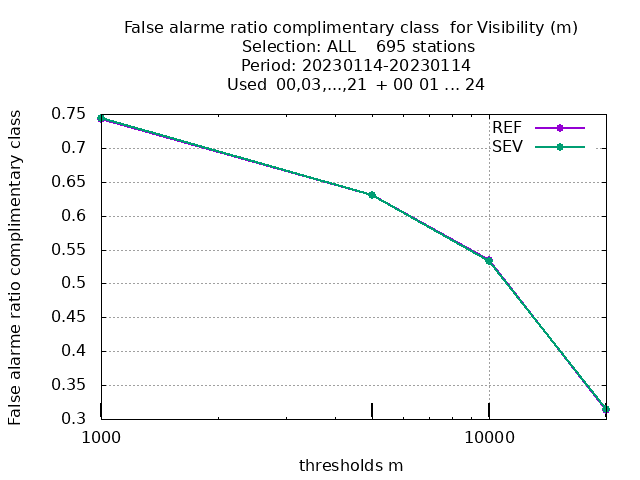 False alarme ratio complimentary class  for Visibility (m)
Selection: ALL    695 stations
Period: 20230114-20230114
Used  00,03,...,21  + 00 01 ... 24
False alarme ratio complimentary class
0.75
0.7
0.65
0.6
0.55
0.5
0.45
0.4
0.35
0.3
REF
SEV
1000
10000
thresholds m